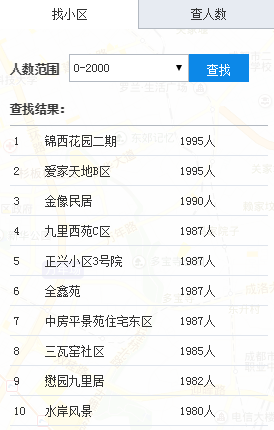 找小区 查人数
人数范围 0-2000 查找
查找结果：
1 锦西花园二期 1995人
2 爱家天地B区 1995人
3 金像民居 1990人
4 九里西苑C区 1987人
5 正兴小区3号院 1987人
6 全鑫苑 1987人
7 中房平景苑住宅东区 1987人
8 三瓦窑社区 1985人
9 懋园九里居 1982人
10 水岸风景 1980人